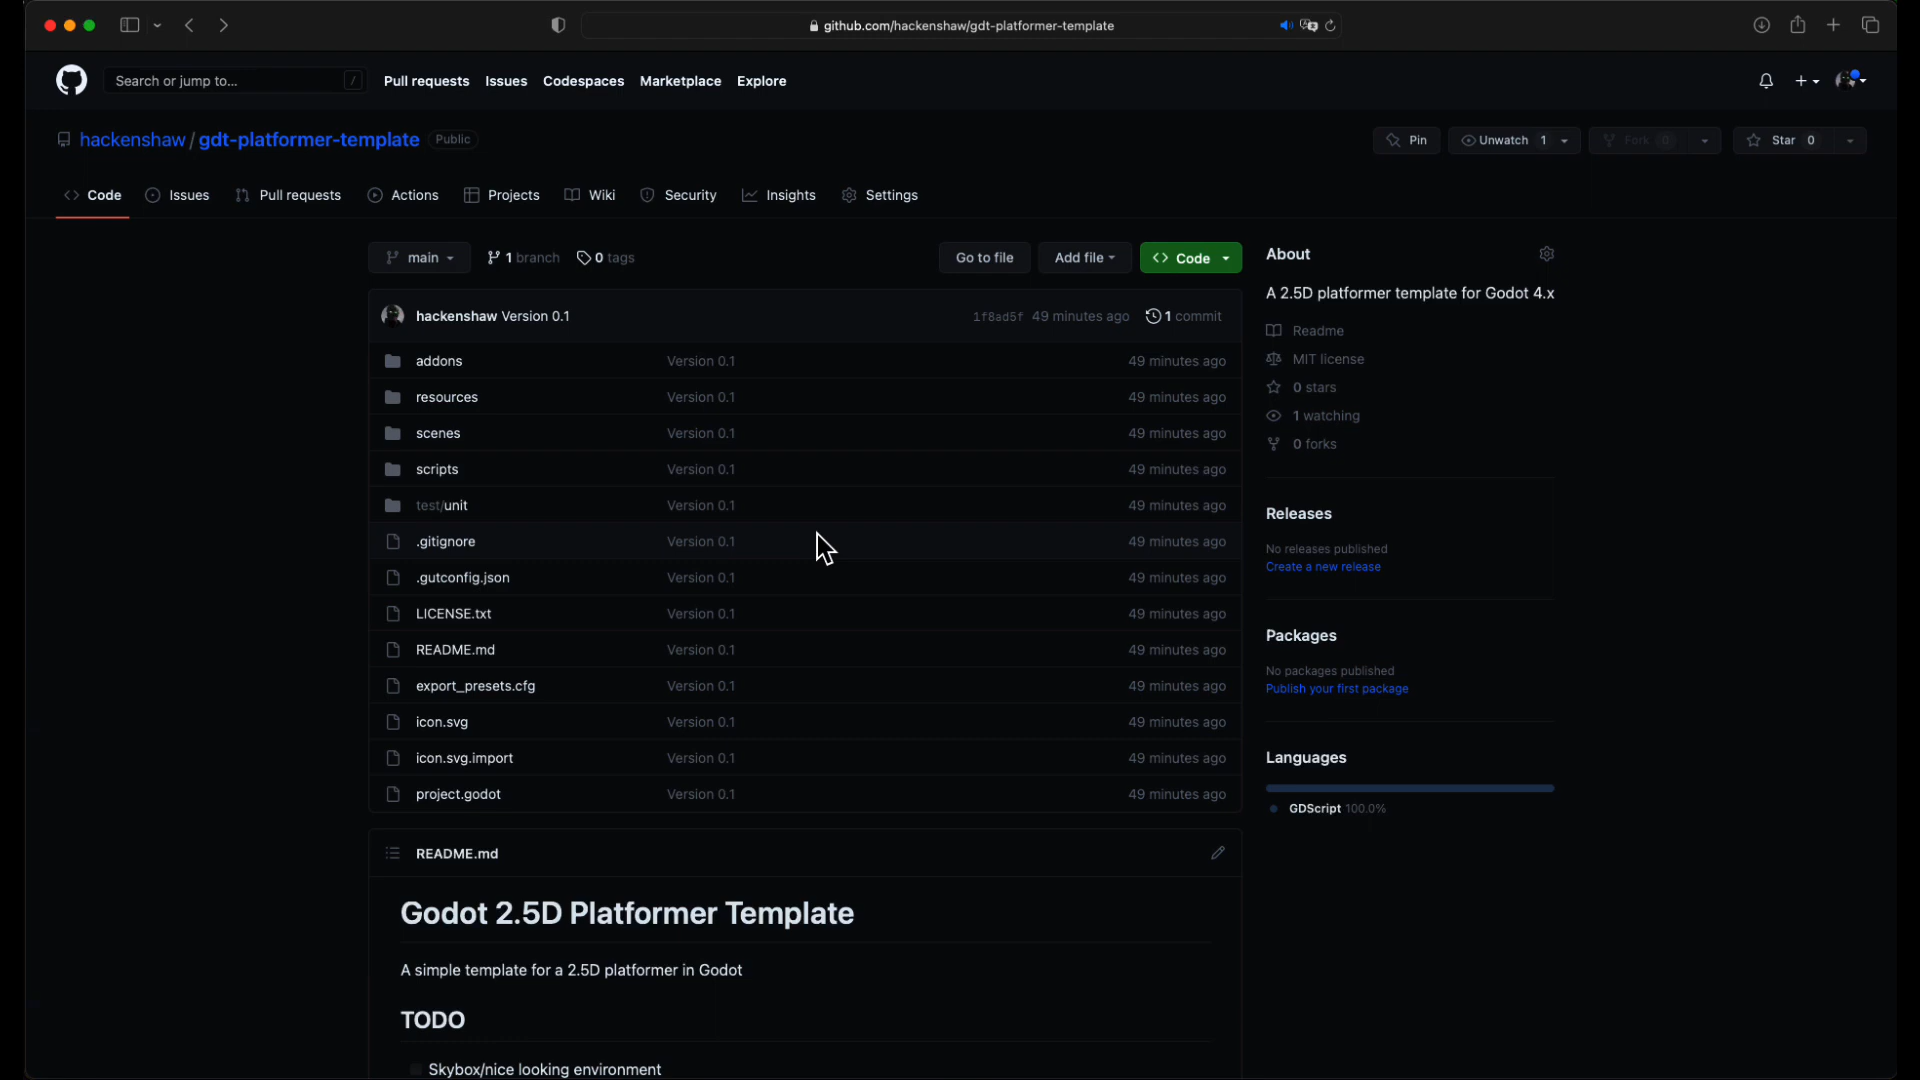 github.com/hackenshaw/gdt-platformer-template
Search or jump to... /
Pull requests Issues Codespaces Marketplace Explore
hackenshaw / gdt-platformer-template Public
Pin Unwatch 1 Fork 0 Star 0
Code Issues Pull requests Actions Projects Wiki Security Insights Settings
main 1 branch 0 tags Go to file Add file Code
hackenshaw Version 0.1 1f8ad5f 49 minutes ago 1 commit
addons Version 0.1 49 minutes ago
resources Version 0.1 49 minutes ago
scenes Version 0.1 49 minutes ago
scripts Version 0.1 49 minutes ago
test/unit Version 0.1 49 minutes ago
.gitignore Version 0.1 49 minutes ago
.gutconfig.json Version 0.1 49 minutes ago
LICENSE.txt Version 0.1 49 minutes ago
README.md Version 0.1 49 minutes ago
export_presets.cfg Version 0.1 49 minutes ago
icon.svg Version 0.1 49 minutes ago
icon.svg.import Version 0.1 49 minutes ago
project.godot Version 0.1 49 minutes ago
README.md
Godot 2.5D Platformer Template
A simple template for a 2.5D platformer in Godot
TODO
Skybox/nice looking environment
About
A 2.5D platformer template for Godot 4.x
Readme
MIT license
0 stars
1 watching
0 forks
Releases
No releases published
Create a new release
Packages
No packages published
Publish your first package
Languages
GDScript 100.0%